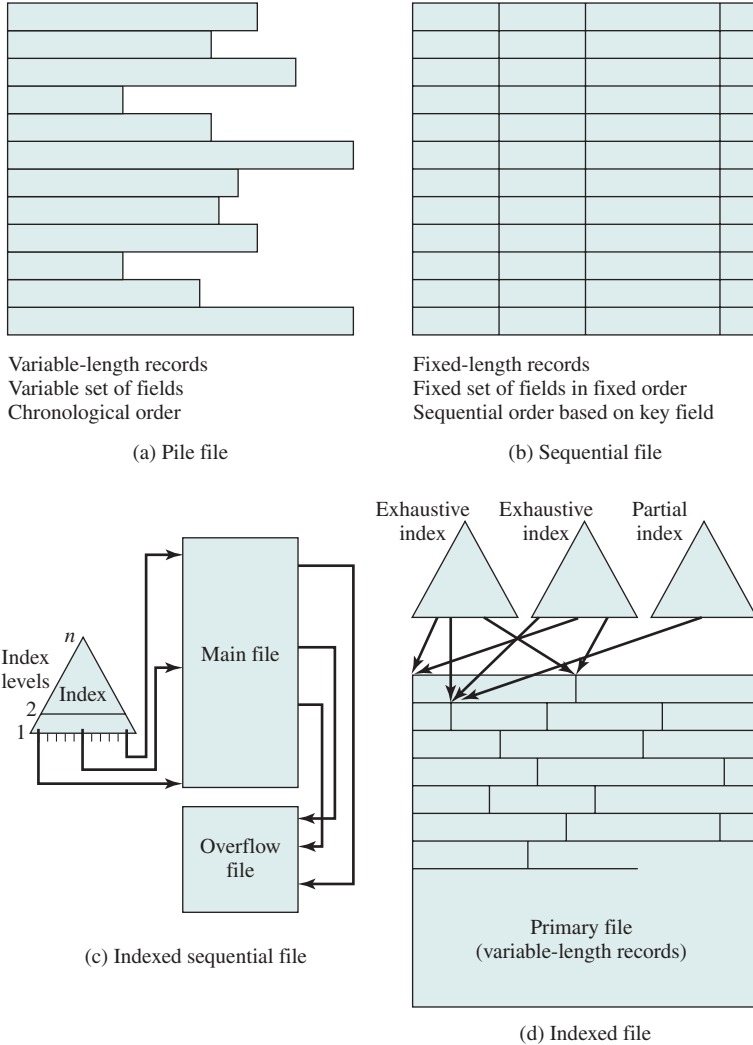 Variable-length records
Variable set of fields
Chronological order
(a) Pile file
Fixed-length records
Fixed set of fields in fixed order
Sequential order based on key field
(b) Sequential file
n
Index
levels
2
1
Index
Main file
Overflow
file
(c) Indexed sequential file
Exhaustive
index
Exhaustive
index
Partial
index
Primary file
(variable-length records)
(d) Indexed file